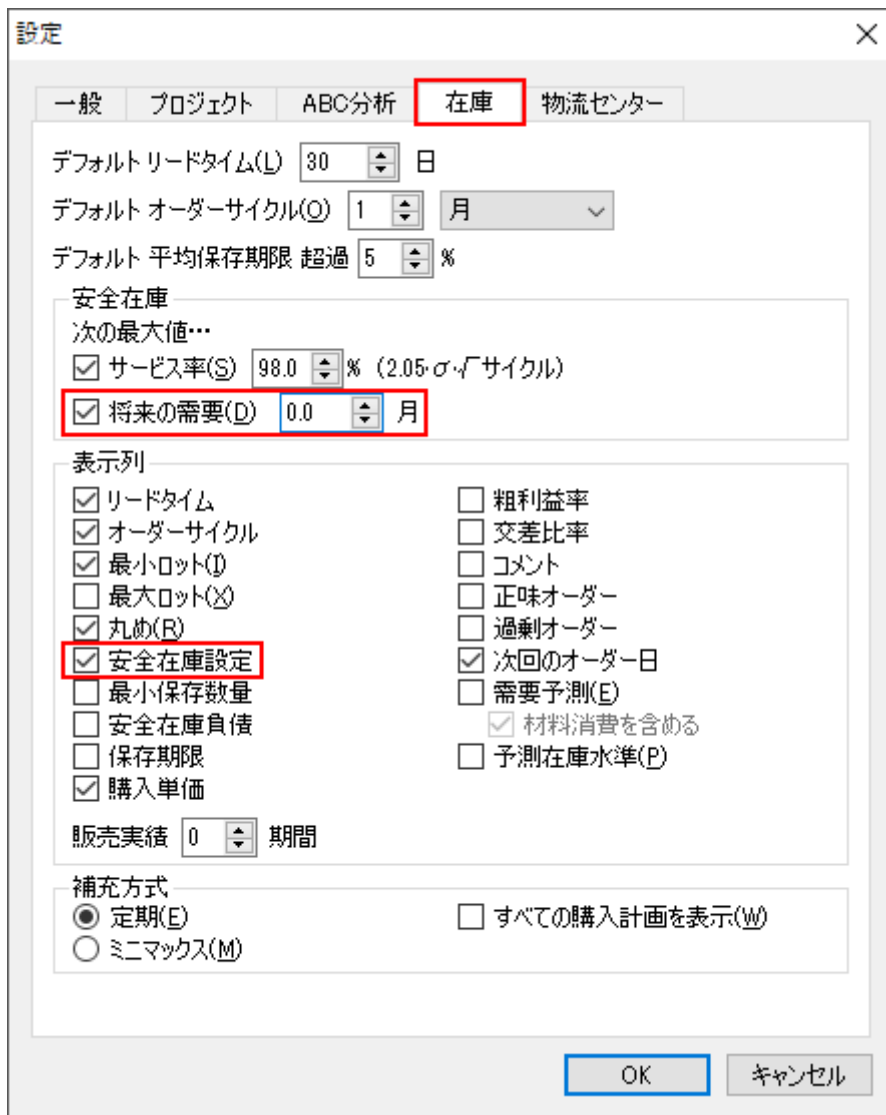 設定
一般 プロジェクト ABC分析 在庫 物流センター
デフォルト リードタイム(L) 30 日
デフォルト オーダーサイクル(O) 1 月
デフォルト 平均保存期限 超過 5 %
安全在庫
次の最大値…
サービス率(S) 98.0 % (2.05·σ·√サイクル)
将来の需要(D) 0.0 月
表示列
リードタイム
オーダーサイクル
最小ロット(I)
最大ロット(X)
丸め(R)
安全在庫設定
最小保存数量
安全在庫負債
保存期限
購入単価
粗利益率
交差比率
コメント
正味オーダー
過剰オーダー
次回のオーダー日
需要予測(E)
材料消費を含める
予測在庫水準(P)
販売実績 0 期間
補充方式
定期(E)
ミニマックス(M)
すべての購入計画を表示(W)
OK キャンセル